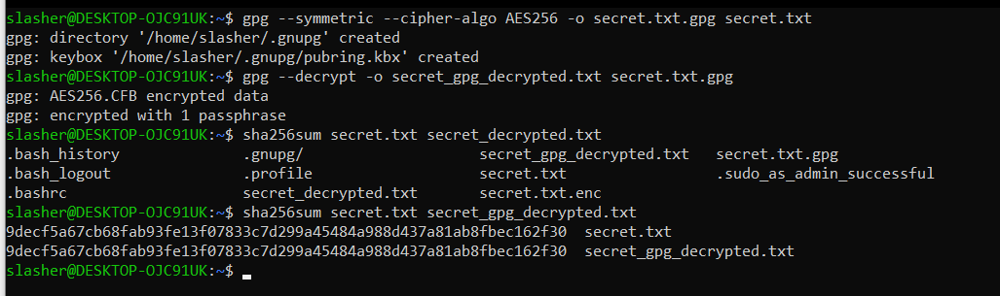 slasher@DESKTOP-OJC91UK:~$ gpg --symmetric --cipher-algo AES256 -o secret.txt.gpg secret.txt
gpg: directory '/home/slasher/.gnupg' created
gpg: keybox '/home/slasher/.gnupg/pubring.kbx' created
slasher@DESKTOP-OJC91UK:~$ gpg --decrypt -o secret_gpg_decrypted.txt secret.txt.gpg
gpg: AES256.CFB encrypted data
gpg: encrypted with 1 passphrase
slasher@DESKTOP-OJC91UK:~$ sha256sum secret.txt secret_decrypted.txt
.bash_history .gnupg/ secret_gpg_decrypted.txt secret.txt.gpg
.bash_logout .profile secret.txt .sudo_as_admin_successful
.bashrc secret_decrypted.txt secret.txt.enc
slasher@DESKTOP-OJC91UK:~$ sha256sum secret.txt secret_gpg_decrypted.txt
9decf5a67cb68fab93fe13f07833c7d299a45484a988d437a81ab8fbec162f30 secret.txt
9decf5a67cb68fab93fe13f07833c7d299a45484a988d437a81ab8fbec162f30 secret_gpg_decrypted.txt
slasher@DESKTOP-OJC91UK:~$